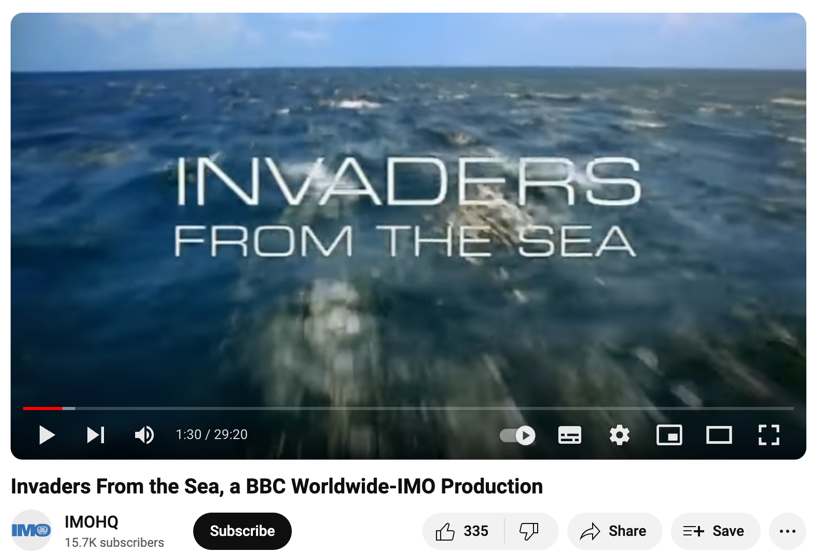 INVADERS
FROM THE SEA
1:30 / 29:20
Invaders From the Sea, a BBC Worldwide-IMO Production
IMO
IMOHQ
15.7K subscribers
Subscribe
335
Share
Save